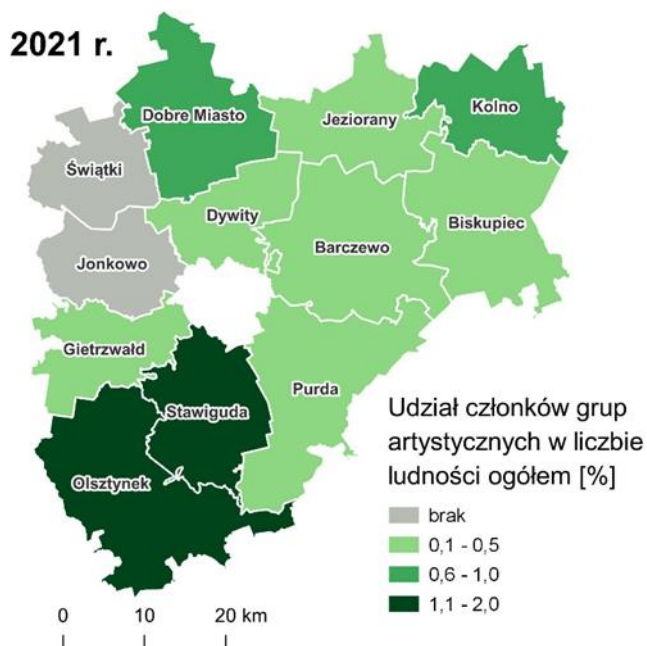 2021 r.
Dobre Miasto
Jeziorany
Kolno
Świątki
Dywity
Biskupiec
Barczewo
Jonkowo
Gietrzwałd
Purda
Stawiguda
Olsztynek
Udział członków grup
artystycznych w liczbie
ludności ogółem [%]
brak
0,1 - 0,5
0,6 - 1,0
1,1 - 2,0
0 10 20 km